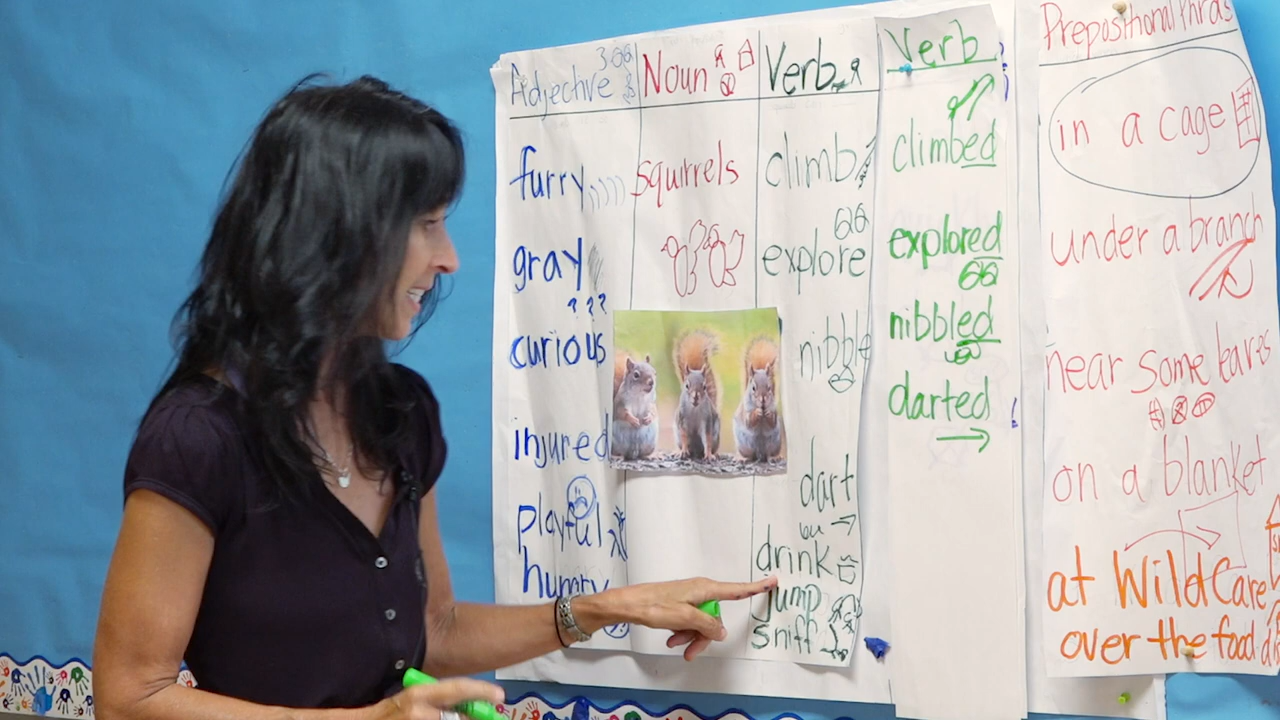 Adjective
furry
gray
???
curious
injured
playful
hungry
Noun
squirrels
Verb
climb
explore
nibble
dart
drink
jump
sniff
Verb
climbed
explored
nibbled
darted
Prepositional Phras
in a cage
under a branch
near some leaves
on a blanket
at WildCare
over the food